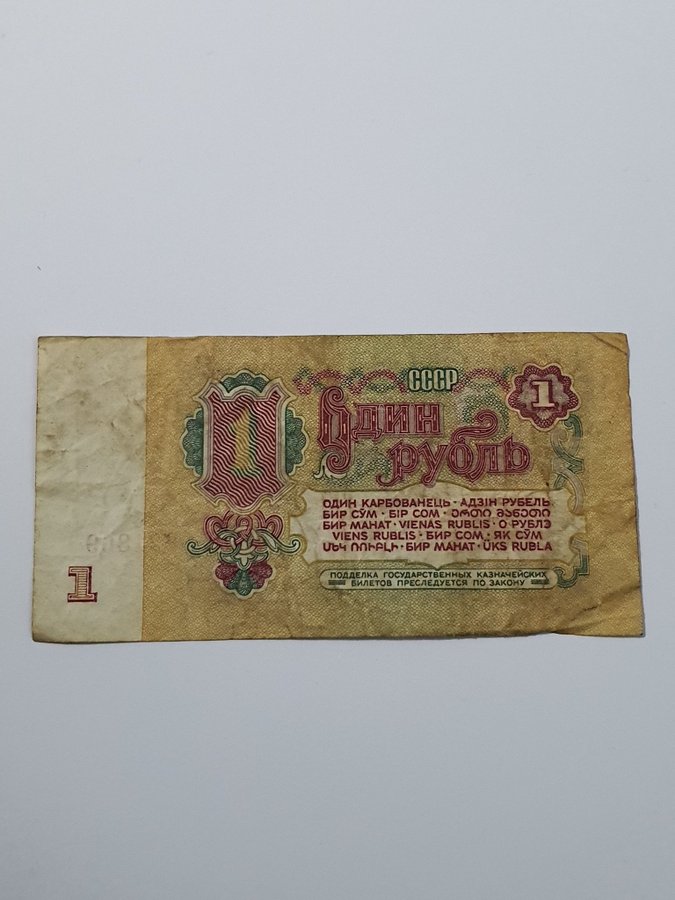 СССР
1
1
Один
рубль
ОДИН КАРБОВАНЕЦЬ · АДЗІН РУБЕЛЬ
БИР СЎМ · БІР СОМ · ერთი მანეთი
БИР МАНАТ · VIENAS RUBLIS · О РУБЛЭ
VIENS RUBLIS · БИР СОМ · ЯК СЎМ
ՄԵԿ ՌՈՒԲԼԻ · БИР МАНАТ · ÜKS RUBLA
ПОДДЕЛКА ГОСУДАРСТВЕННЫХ КАЗНАЧЕЙСКИХ
БИЛЕТОВ ПРЕСЛЕДУЕТСЯ ПО ЗАКОНУ
1